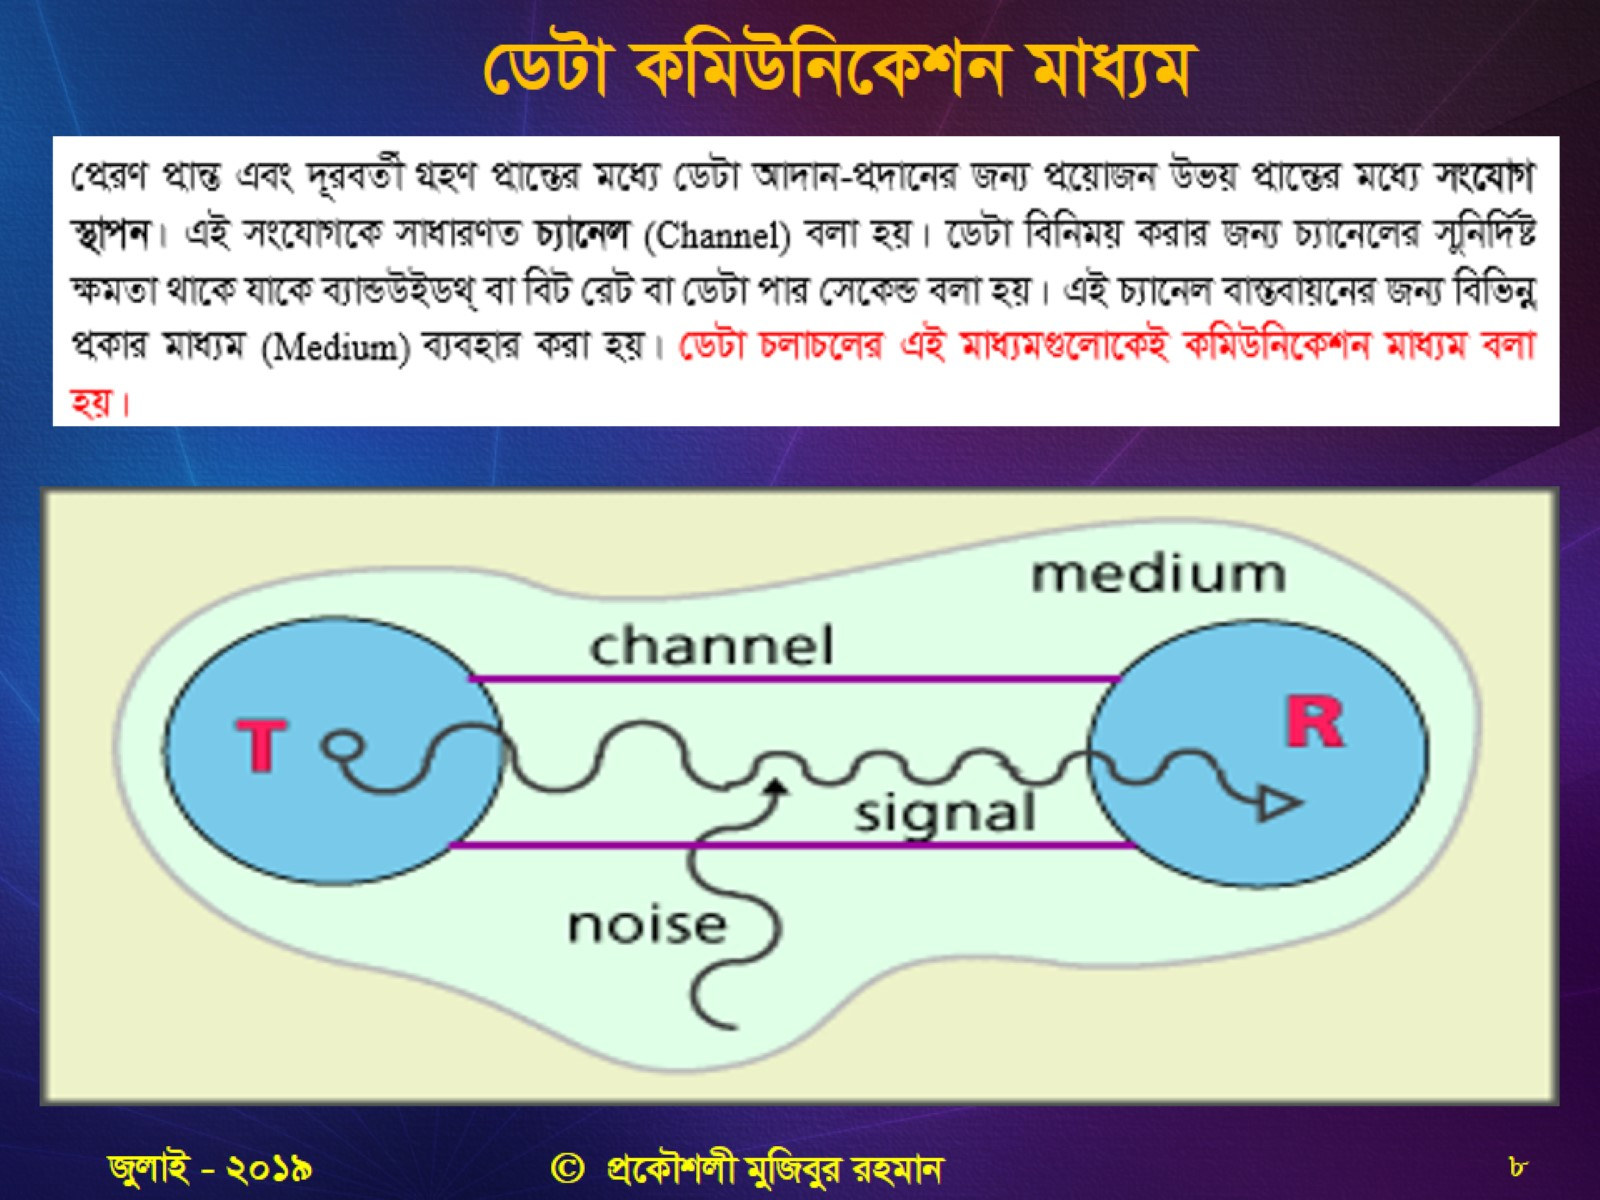 ডেটা কমিউনিকেশন মাধ্যম
প্রেরণ প্রান্ত এবং দূরবর্তী গ্রহণ প্রান্তের মধ্যে ডেটা আদান-প্রদানের জন্য প্রয়োজন উভয় প্রান্তের মধ্যে সংযোগ
স্থাপন। এই সংযোগকে সাধারণত চ্যানেল (Channel) বলা হয়। ডেটা বিনিময় করার জন্য চ্যানেলের সূনির্দিষ্ট
ক্ষমতা থাকে যাকে ব্যান্ডউইডথ্ বা বিট রেট বা ডেটা পার সেকেন্ড বলা হয়। এই চ্যানেল বাস্তবায়নের জন্য বিভিন্ন
প্রকার মাধ্যম (Medium) ব্যবহার করা হয়। ডেটা চলাচলের এই মাধ্যমগুলোকেই কমিউনিকেশন মাধ্যম বলা
হয়।
medium
channel
T
R
signal
noise
জুলাই - ২০১৯
© প্রকৌশলী মুজিবুর রহমান
৮